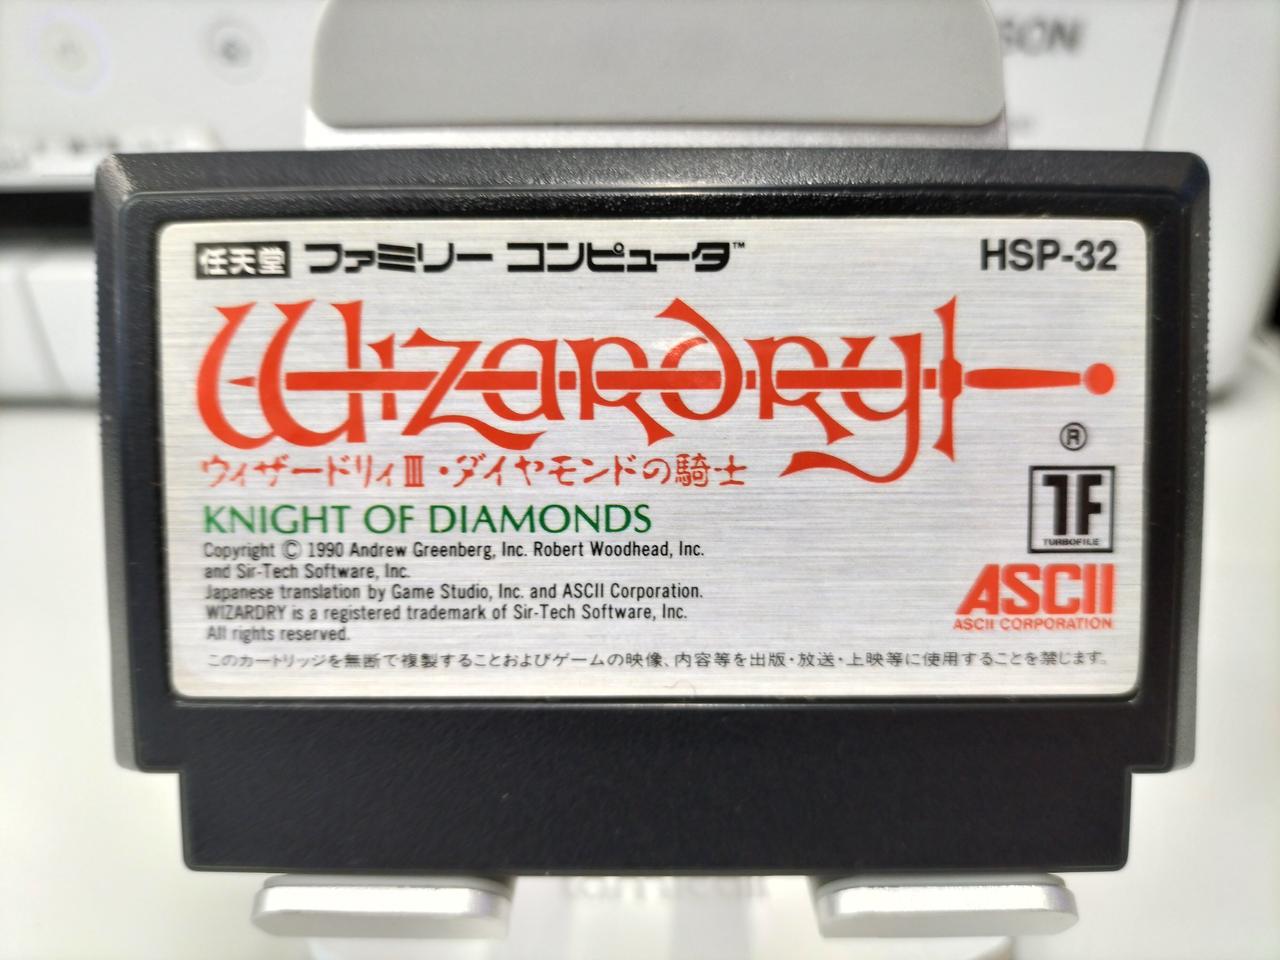 任天堂 ファミリー コンピュータ™ HSP-32
Wizardry
®
ウィザードリィⅢ・ダイヤモンドの騎士
KNIGHT OF DIAMONDS
Copyright © 1990 Andrew Greenberg, Inc. Robert Woodhead, Inc.
and Sir-Tech Software, Inc.
Japanese translation by Game Studio, Inc. and ASCII Corporation.
WIZARDRY is a registered trademark of Sir-Tech Software, Inc.
All rights reserved.
TF
TURBOFILE
ASCII
ASCII CORPORATION
このカートリッジを無断で複製することおよびゲームの映像、内容等を出版・放送・上映等に使用することを禁じます。